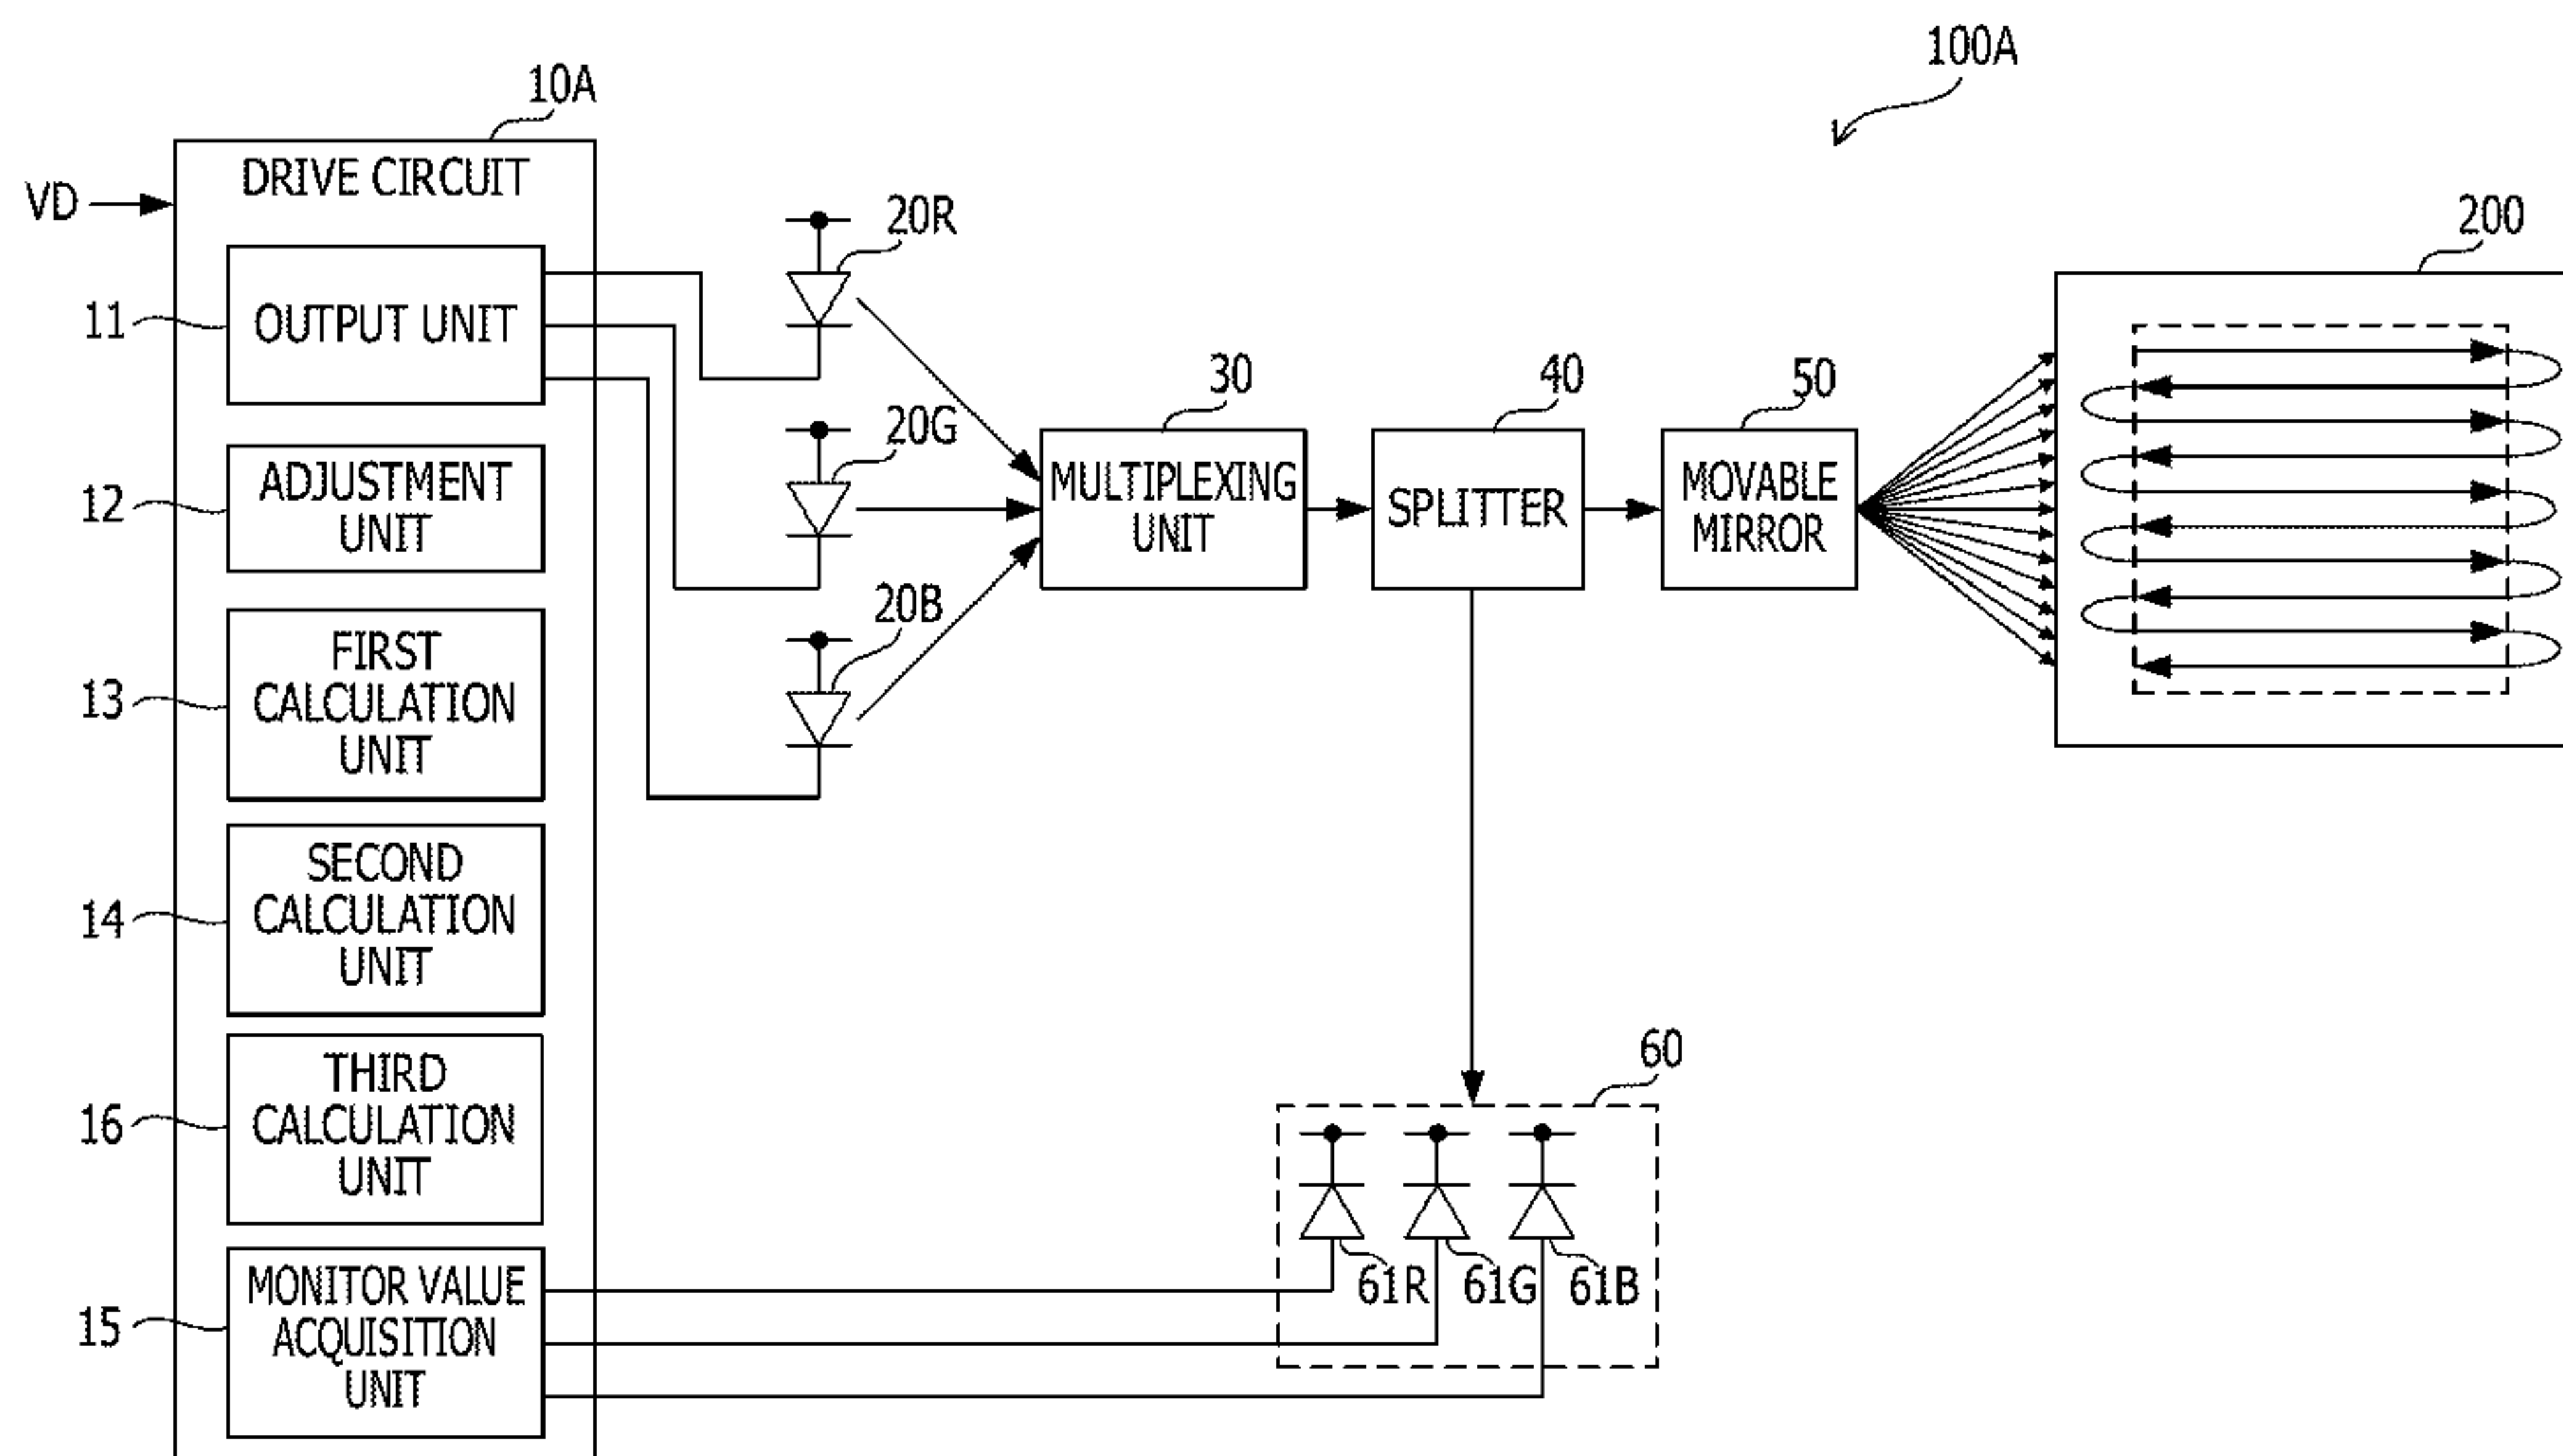 100A
10A
DRIVE CIRCUIT
VD
20R
200
11
OUTPUT UNIT
30
40
50
20G
12
ADJUSTMENT
UNIT
MULTIPLEXING
UNIT
SPLITTER
MOVABLE
MIRROR
20B
13
FIRST
CALCULATION
UNIT
14
SECOND
CALCULATION
UNIT
60
16
THIRD
CALCULATION
UNIT
61R
61G
61B
15
MONITOR VALUE
ACQUISITION
UNIT